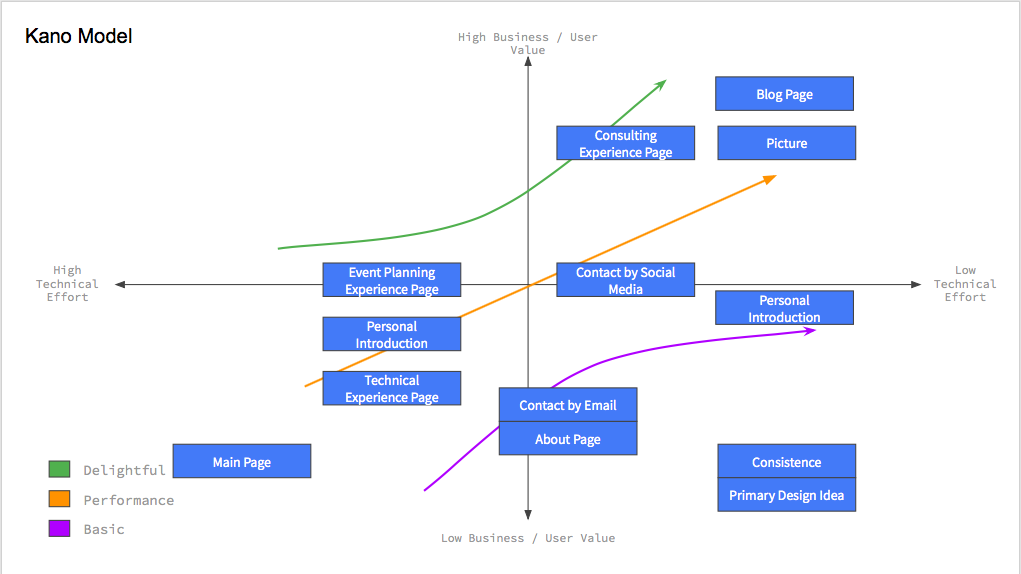 Kano Model
High Business / User
Value
Blog Page
Consulting
Experience Page
Picture
High
Technical
Effort
Event Planning
Experience Page
Contact by Social
Media
Low
Technical
Effort
Personal
Introduction
Personal
Introduction
Technical
Experience Page
Contact by Email
About Page
Main Page
Consistence
Primary Design Idea
Delightful
Performance
Basic
Low Business / User Value